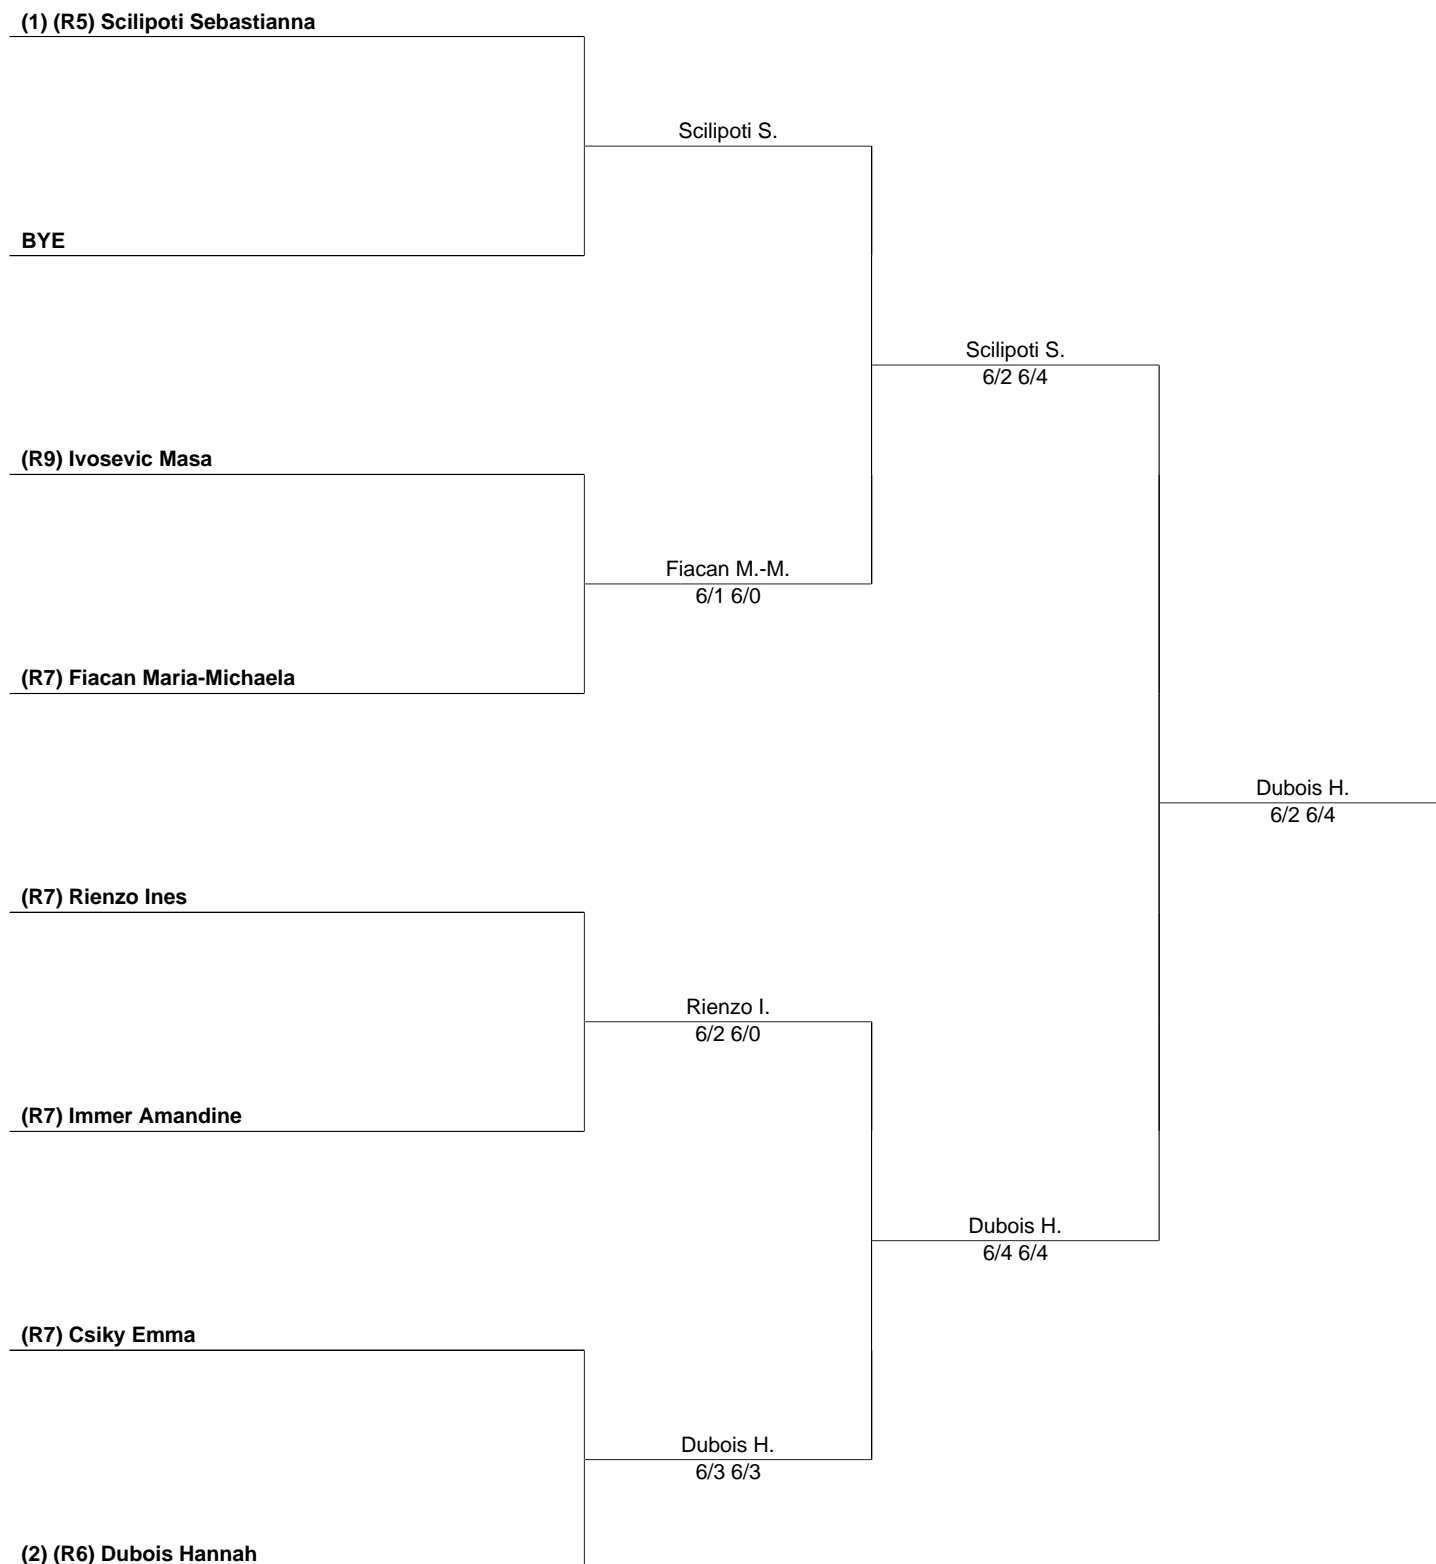 (1) (R5) Scilipoti Sebastianna
Scilipoti S.
BYE
Scilipoti S.
6/2 6/4
(R9) Ivosevic Masa
Fiacan M.-M.
6/1 6/0
(R7) Fiacan Maria-Michaela
Dubois H.
6/2 6/4
(R7) Rienzo Ines
Rienzo I.
6/2 6/0
(R7) Immer Amandine
Dubois H.
6/4 6/4
(R7) Csiky Emma
Dubois H.
6/3 6/3
(2) (R6) Dubois Hannah